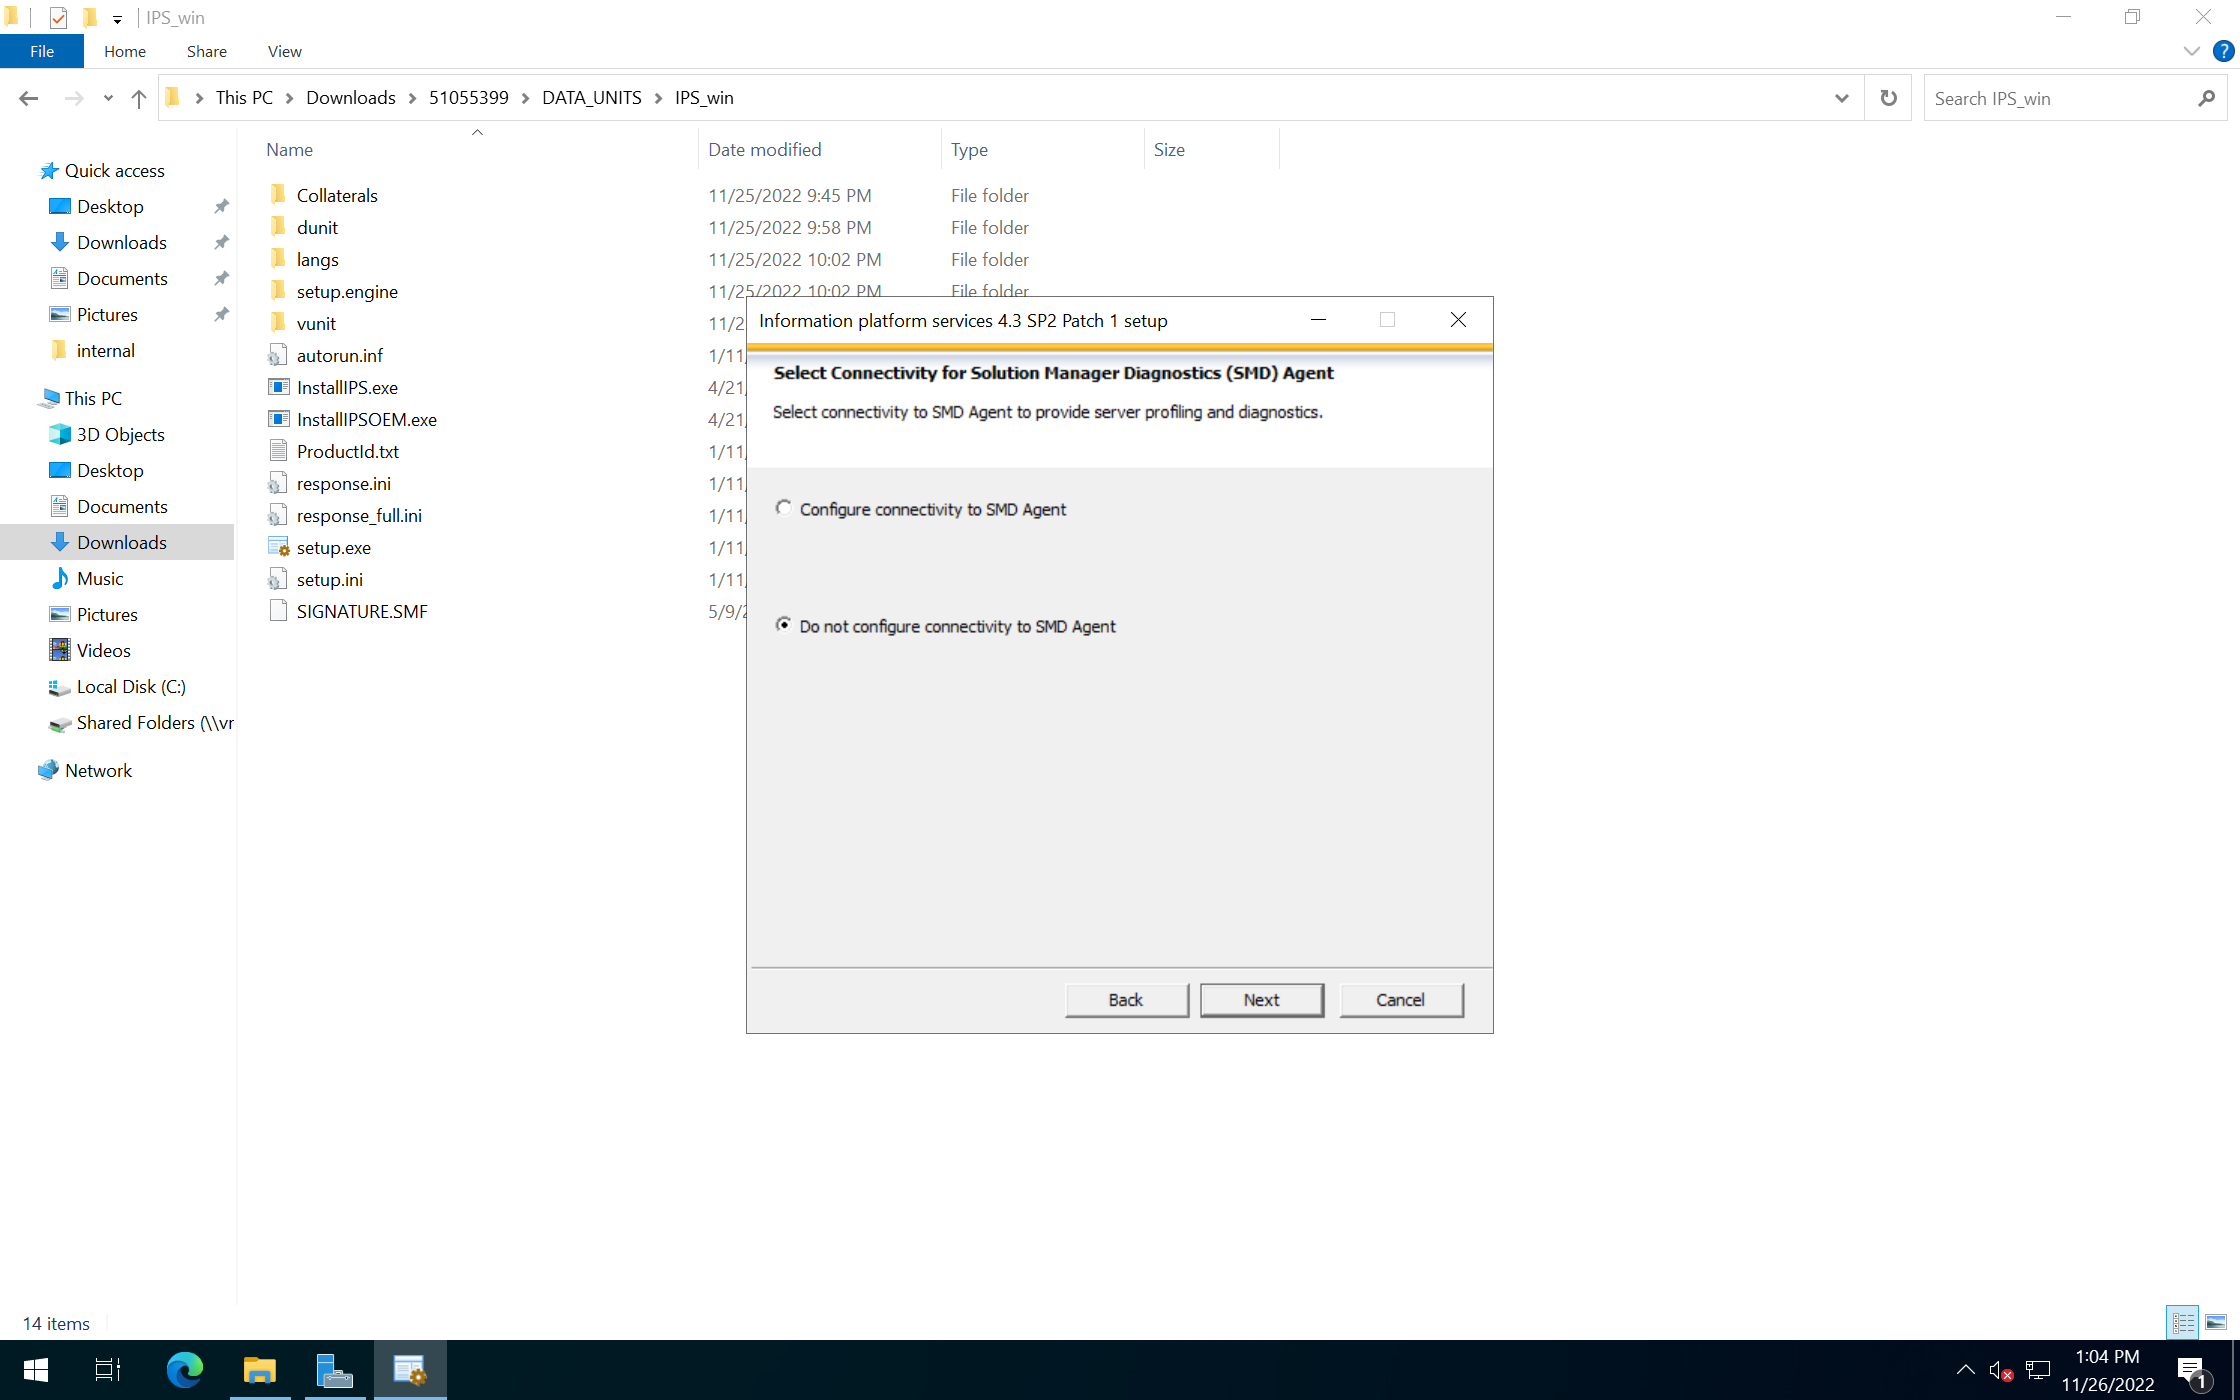 IPS_win
File Home Share View
This PC Downloads 51055399 DATA_UNITS IPS_win
Search IPS_win
Name Date modified Type Size
Quick access
Desktop
Downloads
Documents
Pictures
internal
This PC
3D Objects
Desktop
Documents
Downloads
Music
Pictures
Videos
Local Disk (C:)
Shared Folders (\\vr
Network
Collaterals 11/25/2022 9:45 PM File folder
dunit 11/25/2022 9:58 PM File folder
langs 11/25/2022 10:02 PM File folder
setup.engine 11/25/2022 10:02 PM File folder
vunit 11/2
autorun.inf 1/11/
InstallIPS.exe 4/21/
InstallIPSOEM.exe 4/21/
ProductId.txt 1/11/
response.ini 1/11/
response_full.ini 1/11/
setup.exe 1/11/
setup.ini 1/11/
SIGNATURE.SMF 5/9/2
Information platform services 4.3 SP2 Patch 1 setup
Select Connectivity for Solution Manager Diagnostics (SMD) Agent
Select connectivity to SMD Agent to provide server profiling and diagnostics.
Configure connectivity to SMD Agent
Do not configure connectivity to SMD Agent
Back Next Cancel
14 items
1:04 PM
11/26/2022
1